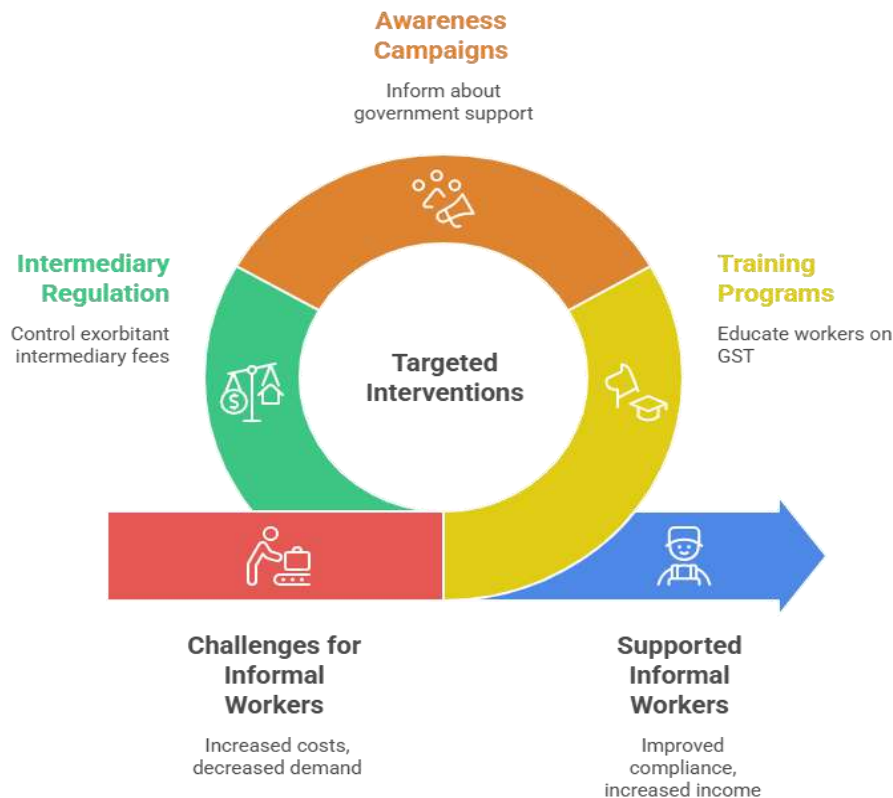 Awareness
Campaigns
Inform about
government support
Intermediary
Regulation
Control exorbitant
intermediary fees
Training
Programs
Educate workers on
GST
Targeted
Interventions
$
Challenges for
Informal
Workers
Increased costs,
decreased demand
Supported
Informal
Workers
Improved
compliance,
increased income